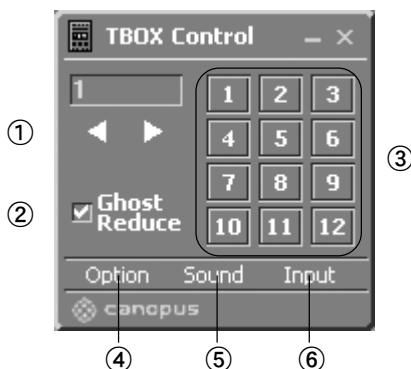 TBOX Control
1
1 2 3
①
4 5 6
③
7 8 9
②
Ghost
Reduce
10 11 12
Option Sound Input
canopus
④ ⑤ ⑥